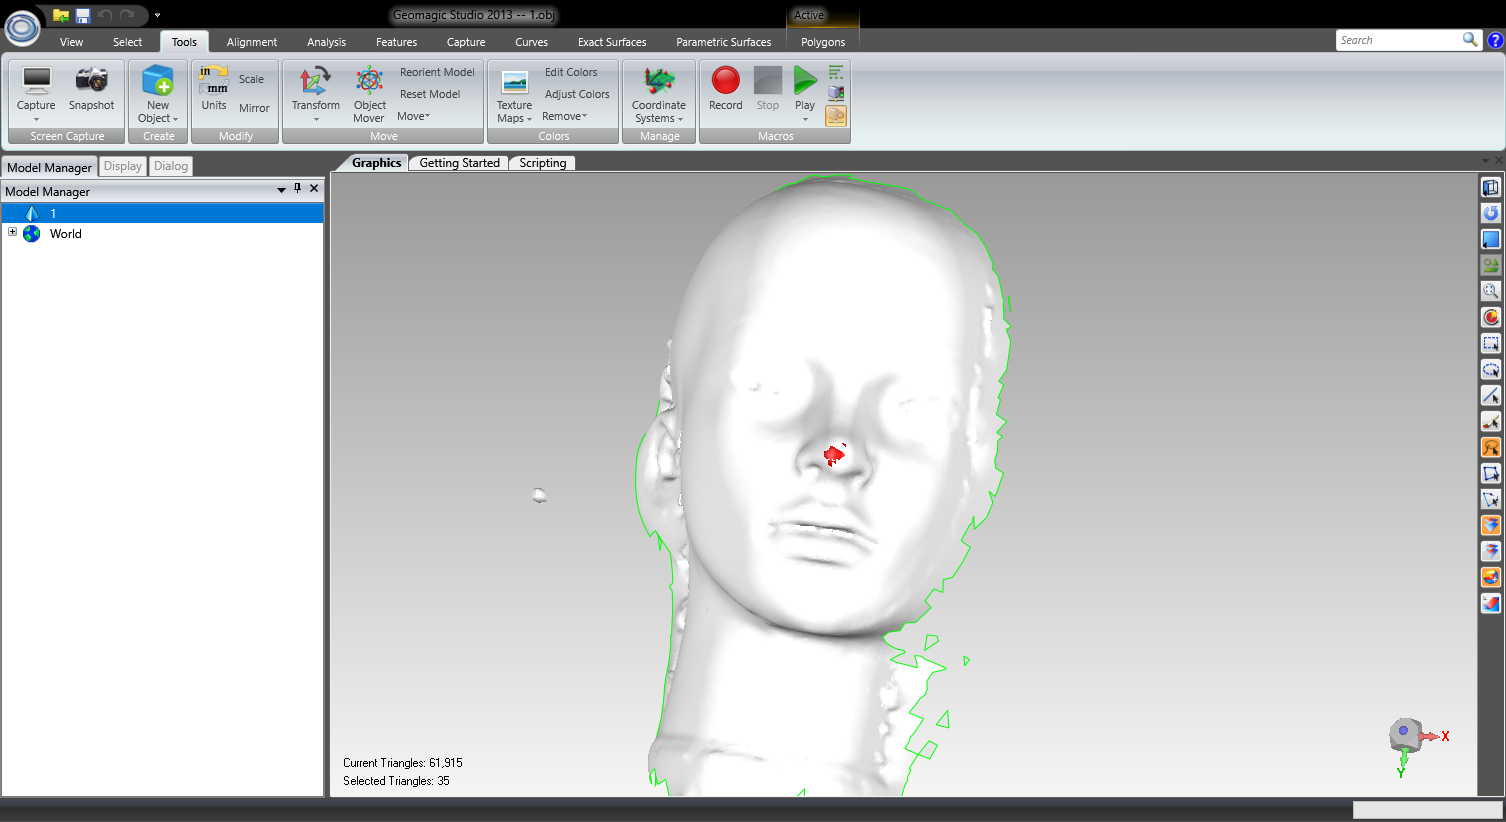 Geomagic Studio 2013 -- 1.obj
Active
View Select Tools Alignment Analysis Features Capture Curves Exact Surfaces Parametric Surfaces Polygons
Search
Capture
Snapshot
Screen Capture
New
Object
Create
in
mm
Units
Scale
Mirror
Modify
Transform
Object
Mover
Reorient Model
Reset Model
Move
Move
Texture
Maps
Edit Colors
Adjust Colors
Remove
Colors
Coordinate
Systems
Manage
Record
Stop
Play
Macros
Model Manager Display Dialog
Graphics Getting Started Scripting
Model Manager
1
World
Current Triangles: 61,915
Selected Triangles: 35
X
Y